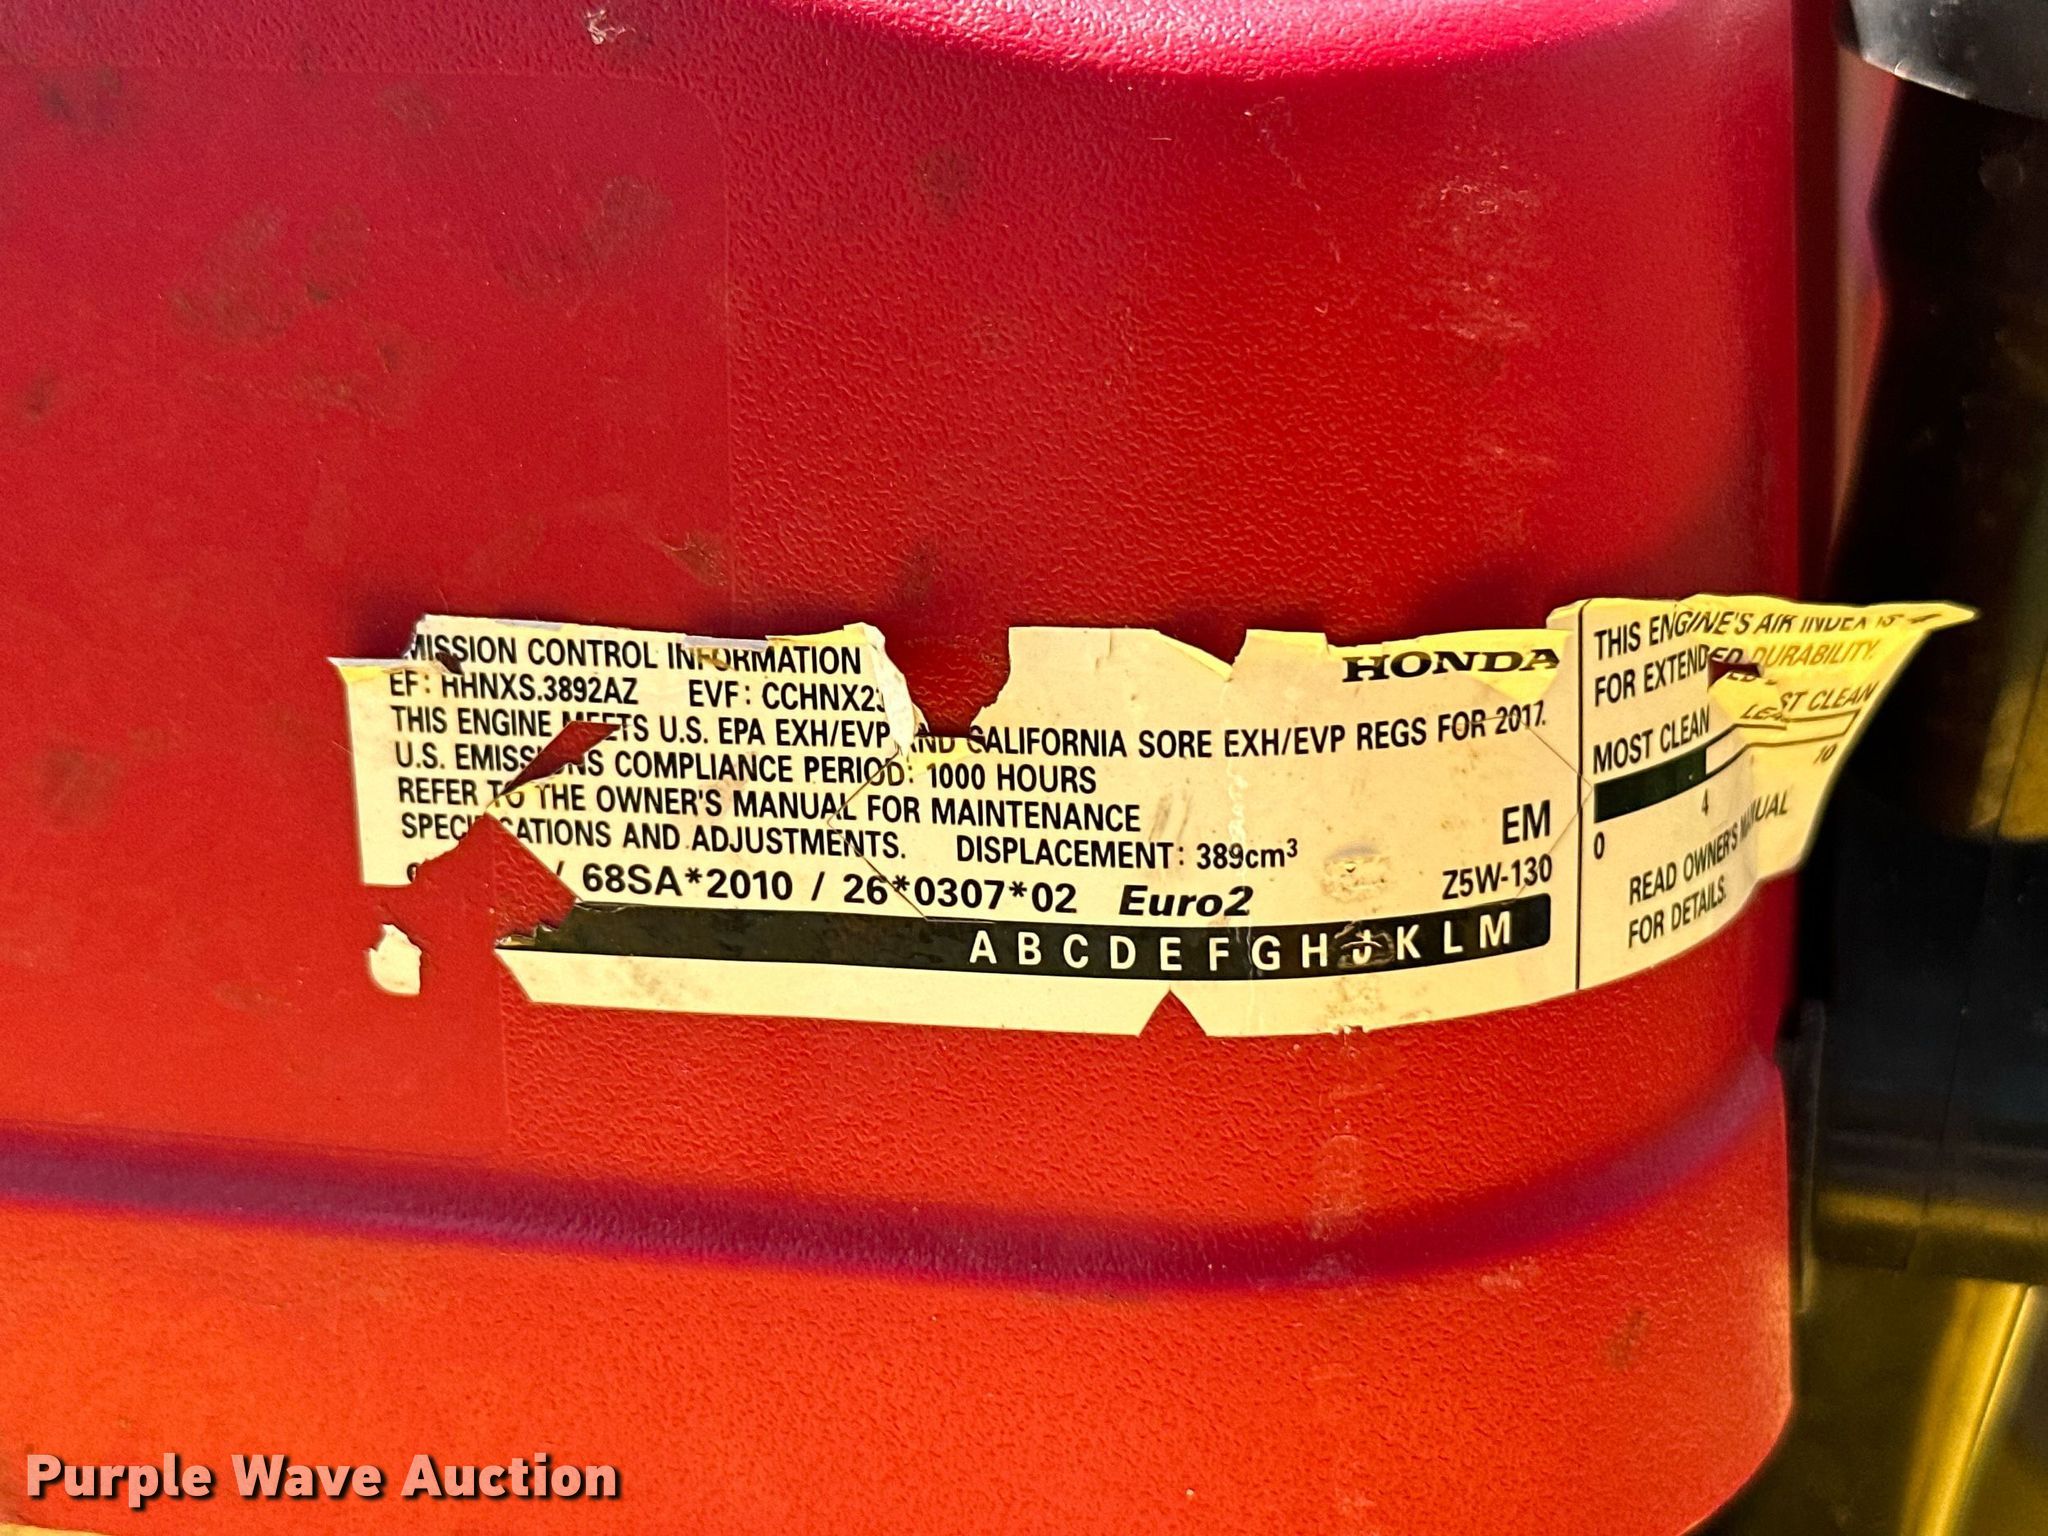 MISSION CONTROL INFORMATION
HONDA
EF: HHNXS.3892AZ EVF: CCHNX23
THIS ENGINE MEETS U.S. EPA EXH/EVP AND CALIFORNIA SORE EXH/EVP REGS FOR 2017.
U.S. EMISSIONS COMPLIANCE PERIOD: 1000 HOURS
REFER TO THE OWNER'S MANUAL FOR MAINTENANCE
SPECIFICATIONS AND ADJUSTMENTS. DISPLACEMENT: 389cm³
EM
/ 68SA*2010 / 26*0307*02 Euro2
Z5W-130
A B C D E F G H J K L M
THIS ENGINE'S AIR INDEX IS 4
FOR EXTENDED DURABILITY.
MOST CLEAN
LEAST CLEAN
0 4 10
READ OWNER'S MANUAL
FOR DETAILS.
Purple Wave Auction